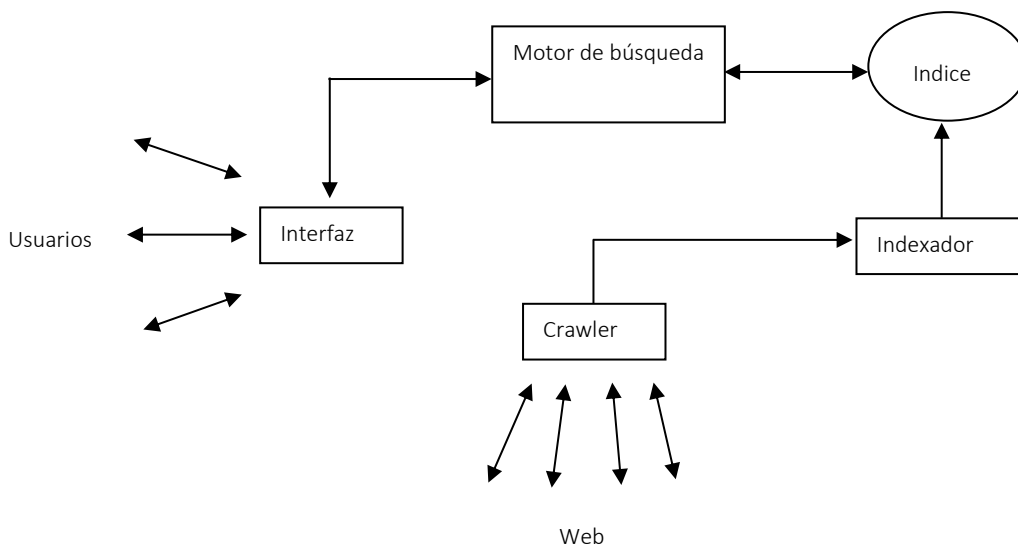 Motor de búsqueda
Indice
Usuarios
Interfaz
Indexador
Crawler
Web